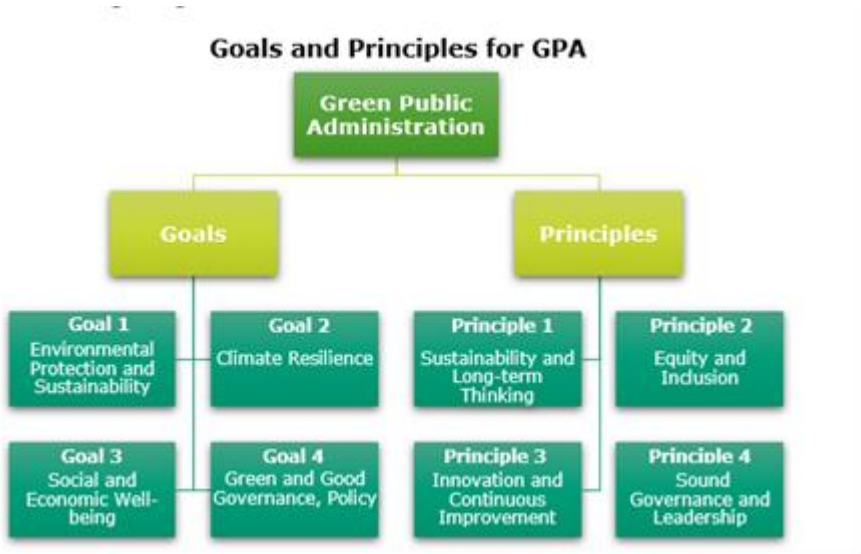 Goals and Principles for GPA
Green Public
Administration
Goals
Principles
Goal 1
Environmental
Protection and
Sustainability
Goal 2
Climate Resilience
Principle 1
Sustainability and
Long-term
Thinking
Principle 2
Equity and
Inclusion
Goal 3
Social and
Economic Well-
being
Goal 4
Green and Good
Governance, Policy
Principle 3
Innovation and
Continuous
Improvement
Principle 4
Sound
Governance and
Leadership